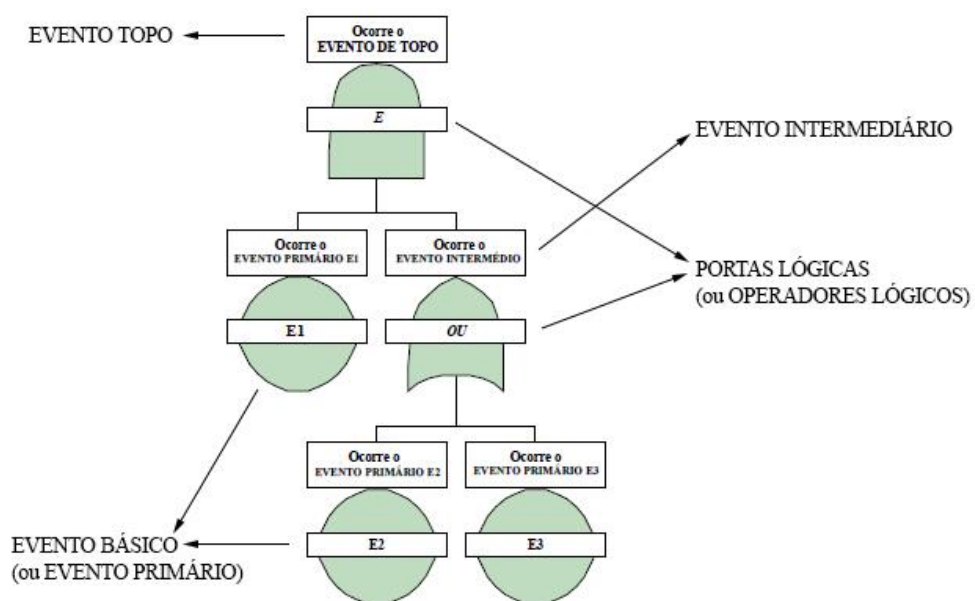 EVENTO TOPO
Ocorre o
EVENTO DE TOPO
E
EVENTO INTERMEDIÁRIO
Ocorre o
EVENTO PRIMÁRIO E1
Ocorre o
EVENTO INTERMÉDIO
PORTAS LÓGICAS
(ou OPERADORES LÓGICOS)
E1
OU
Ocorre o
EVENTO PRIMÁRIO E2
Ocorre o
EVENTO PRIMÁRIO E3
EVENTO BÁSICO
(ou EVENTO PRIMÁRIO)
E2
E3